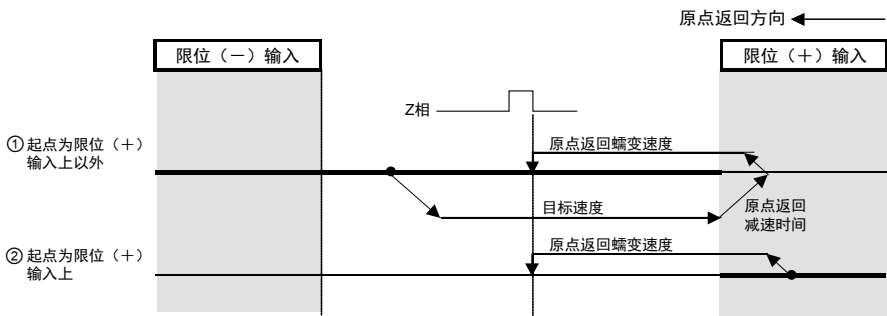 原点返回方向
限位（－）输入
限位（＋）输入
Z相
①起点为限位（＋）
输入上以外
原点返回蠕变速度
目标速度
原点返回
减速时间
②起点为限位（＋）
输入上
原点返回蠕变速度